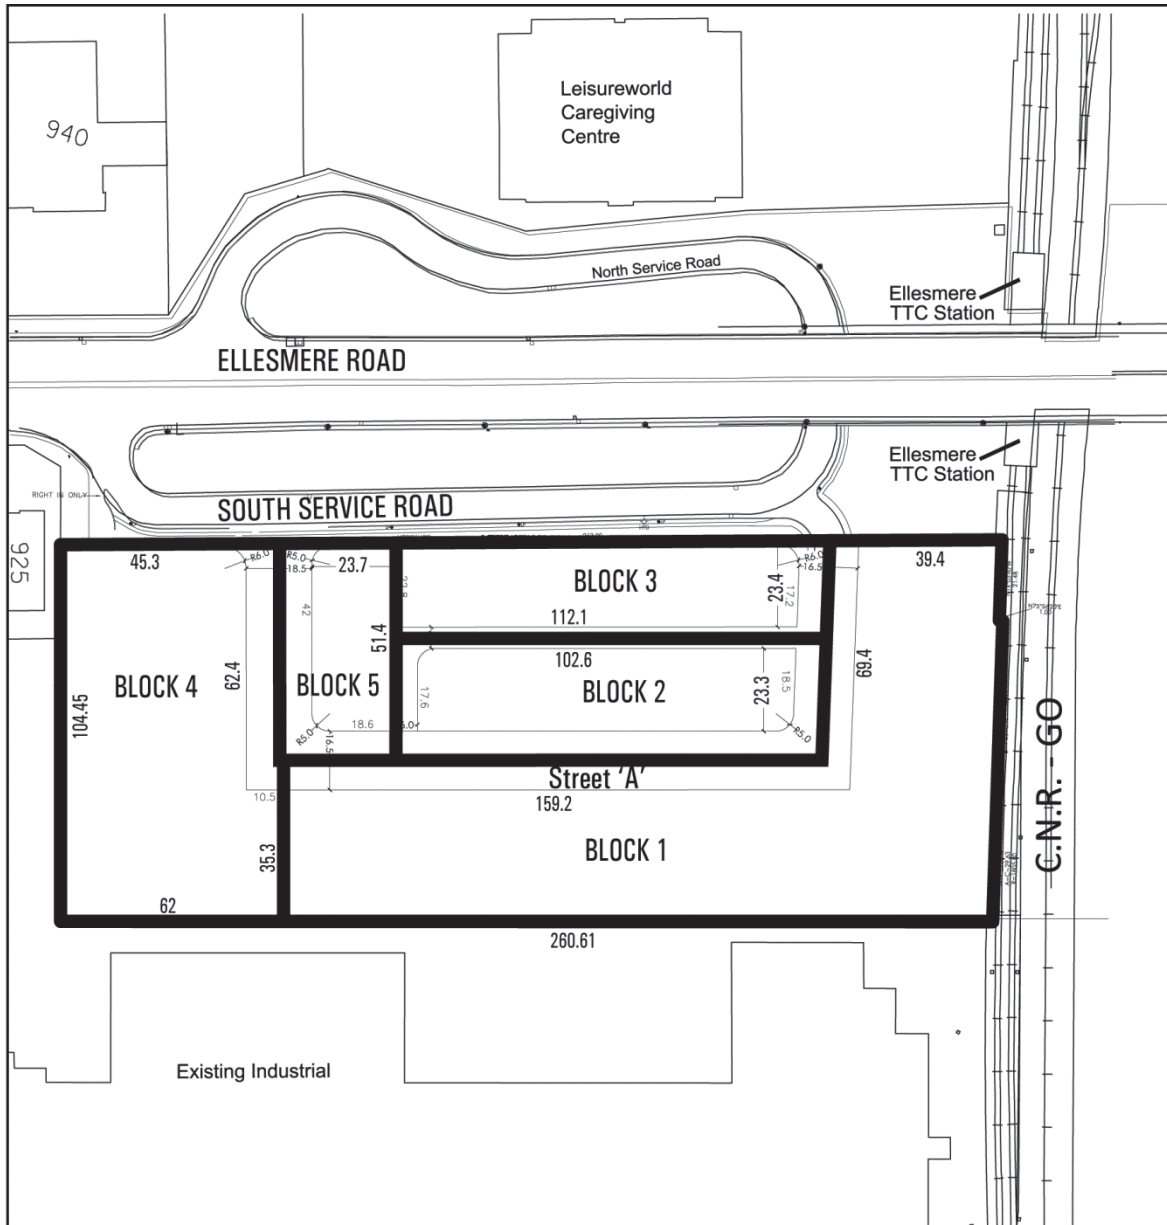 940
Leisureworld
Caregiving
Centre
North Service Road
Ellesmere
TTC Station
ELLESMERE ROAD
Ellesmere
TTC Station
RIGHT IN ONLY
SOUTH SERVICE ROAD
925
45.3
R6.0
R5.0
18.5
23.7
R6.0
16.5
39.4
BLOCK 3
23.4
17.2
112.1
42
51.4
102.6
62.4
69.4
BLOCK 4
BLOCK 5
BLOCK 2
17.6
23.3
18.5
104.45
R5.0
18.6
R5.0
16.5
Street 'A'
10.5
159.2
35.3
BLOCK 1
C.N.R. - GO
62
260.61
Existing Industrial